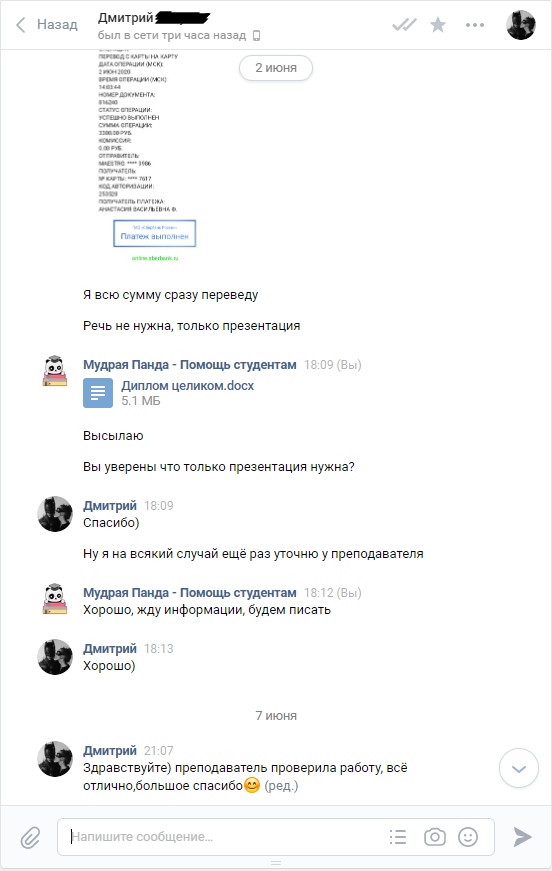 Назад
Дмитрий
был в сети три часа назад
2 июня
ПЕРЕВОД С КАРТЫ НА КАРТУ
ДАТА ОПЕРАЦИИ (МСК):
2 ИЮН 2020
ВРЕМЯ ОПЕРАЦИИ (МСК):
14:03:44
НОМЕР ДОКУМЕНТА:
816248
СТАТУС ОПЕРАЦИИ:
УСПЕШНО ВЫПОЛНЕН
СУММА ОПЕРАЦИИ:
3300.00 РУБ.
КОМИССИЯ:
0.00 РУБ.
ОТПРАВИТЕЛЬ:
MAESTRO: **** 9986
ПОЛУЧАТЕЛЬ:
№ КАРТЫ: **** 7617
КОД АВТОРИЗАЦИИ:
253528
ПОЛУЧАТЕЛЬ ПЛАТЕЖА:
АНАСТАСИЯ ВАСИЛЬЕВНА Ф.
Платеж выполнен
online.sberbank.ru
Я всю сумму сразу переведу
Речь не нужна, только презентация
Мудрая Панда - Помощь студентам 18:09 (Вы)
Диплом целиком.docx
5.1 МБ
Высылаю
Вы уверены что только презентация нужна?
Дмитрий 18:09
Спасибо)
Ну я на всякий случай ещё раз уточню у преподавателя
Мудрая Панда - Помощь студентам 18:12 (Вы)
Хорошо, жду информации, будем писать
Дмитрий 18:13
Хорошо)
7 июня
Дмитрий 21:07
Здравствуйте) преподаватель проверила работу, всё
отлично,большое спасибо😊 (ред.)
Напишите сообщение...